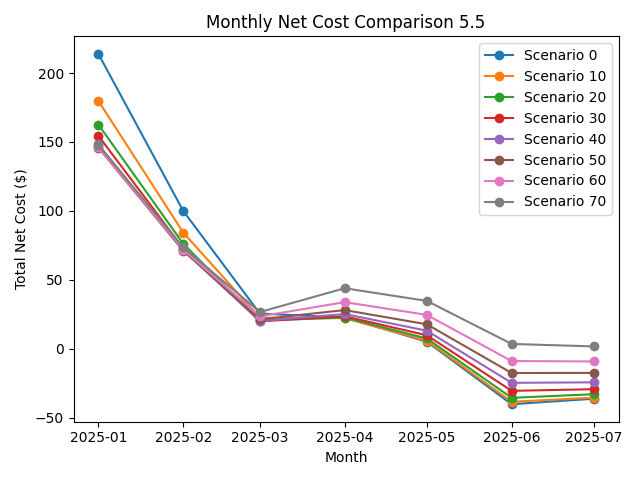 Monthly Net Cost Comparison 5.5
Total Net Cost ($)
200
150
100
50
0
−50
Scenario 0
Scenario 10
Scenario 20
Scenario 30
Scenario 40
Scenario 50
Scenario 60
Scenario 70
2025-01 2025-02 2025-03 2025-04 2025-05 2025-06 2025-07
Month